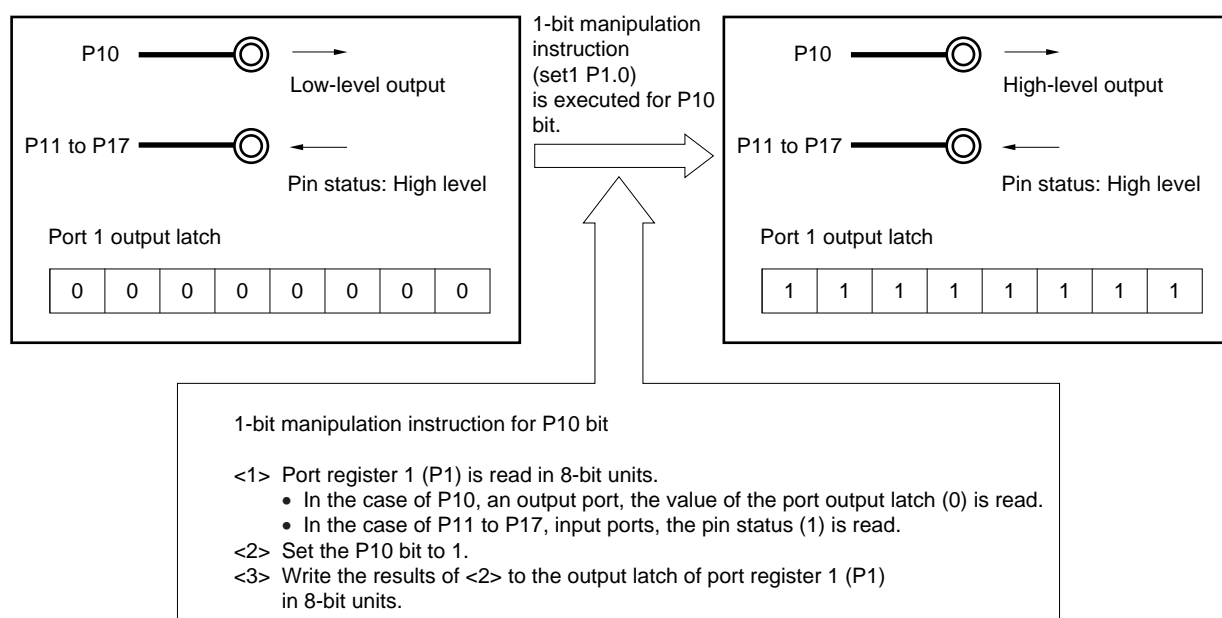 P10
Low-level output
P11 to P17
Pin status: High level
Port 1 output latch
0 0 0 0 0 0 0 0
1-bit manipulation
instruction
(set1 P1.0)
is executed for P10
bit.
P10
High-level output
P11 to P17
Pin status: High level
Port 1 output latch
1 1 1 1 1 1 1 1
1-bit manipulation instruction for P10 bit
<1> Port register 1 (P1) is read in 8-bit units.
• In the case of P10, an output port, the value of the port output latch (0) is read.
• In the case of P11 to P17, input ports, the pin status (1) is read.
<2> Set the P10 bit to 1.
<3> Write the results of <2> to the output latch of port register 1 (P1)
in 8-bit units.